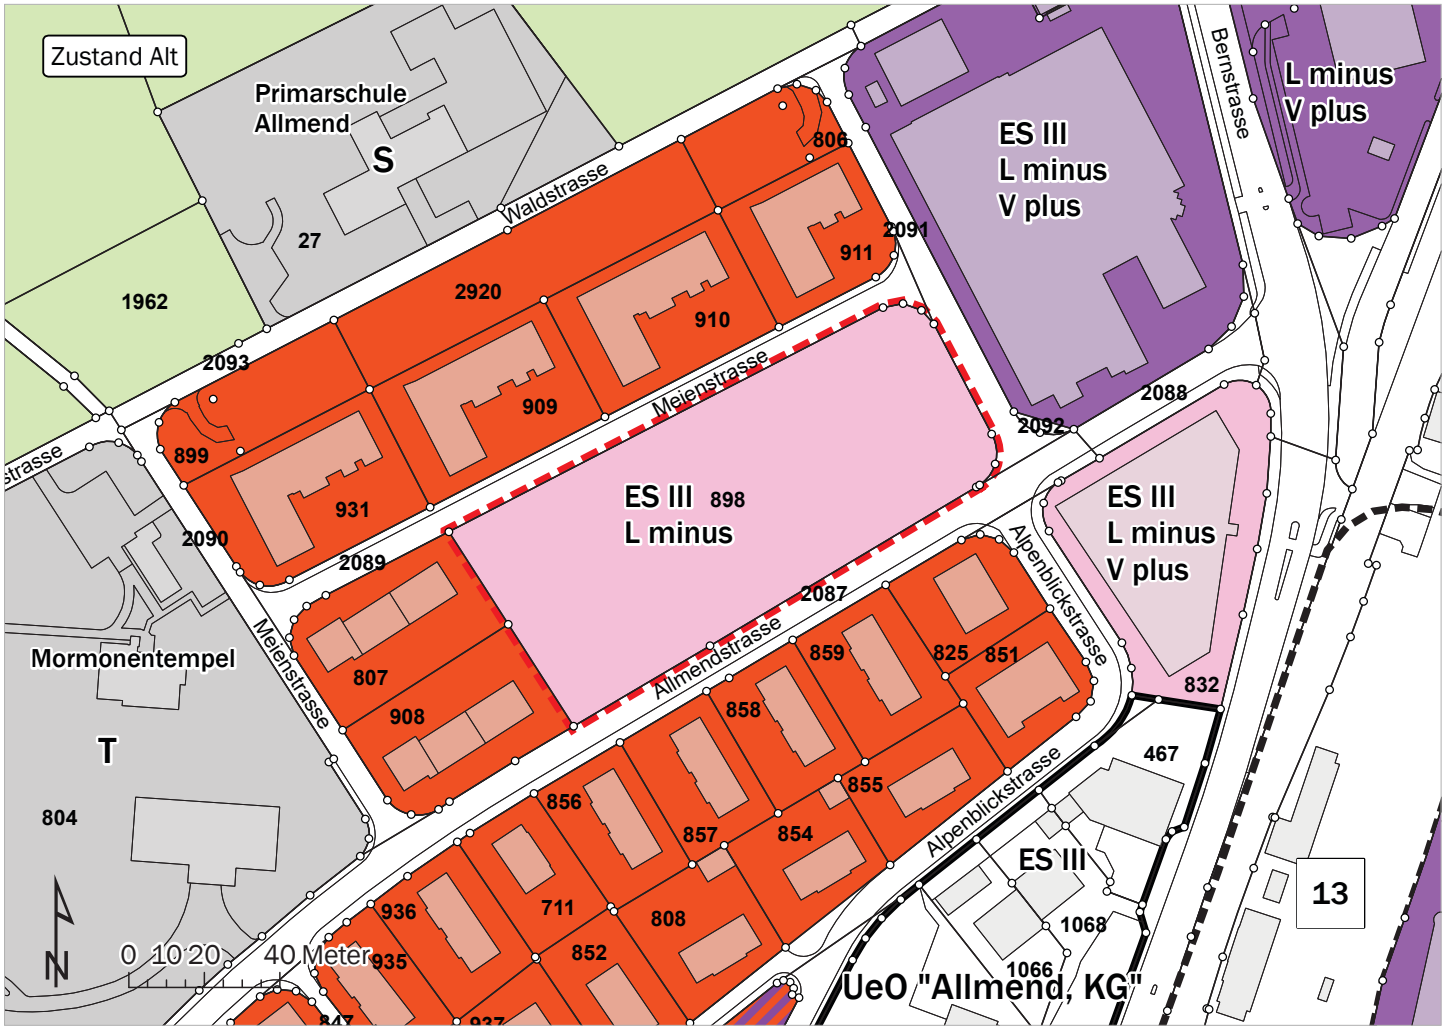 Zustand Alt
Primarschule
Allmend
S
27
1962
Waldstrasse
806
Bernstrasse
L minus
V plus
ES III
L minus
V plus
2091
911
2920
910
2093
909
Meienstrasse
2088
2092
899
931
strasse
2090
2089
ES III 898
L minus
ES III
L minus
V plus
Alpenblickstrasse
2087
Allmendstrasse
Meienstrasse
Mormonentempel
T
804
807
908
859
825
851
832
858
467
856
857
855
854
Alpenblickstrasse
ES III
13
936
711
808
1068
935
852
1066
UeO "Allmend, KG"
847
937
N
0 10 20 40 Meter